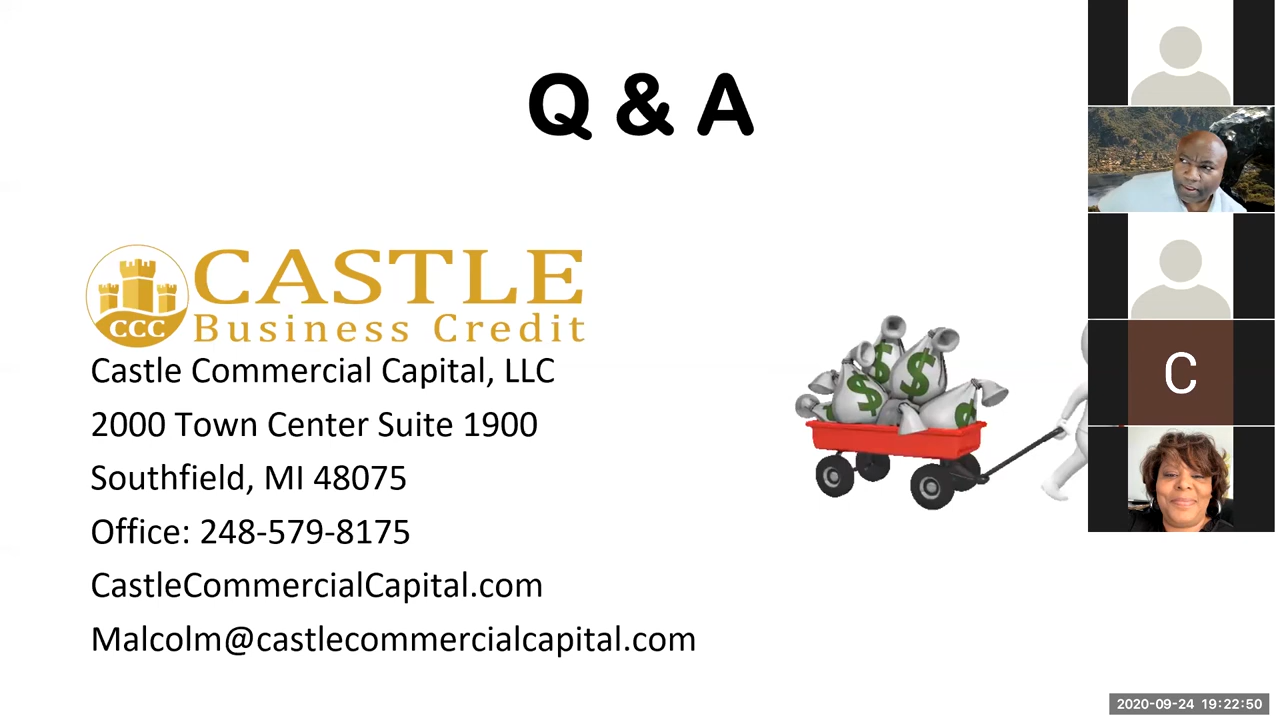 Q & A
CASTLE
Business Credit
CCC
Castle Commercial Capital, LLC
2000 Town Center Suite 1900
Southfield, MI 48075
Office: 248-579-8175
CastleCommercialCapital.com
Malcolm@castlecommercialcapital.com
$ $ $ $
C
2020-09-24 19:22:50